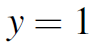 y = 1